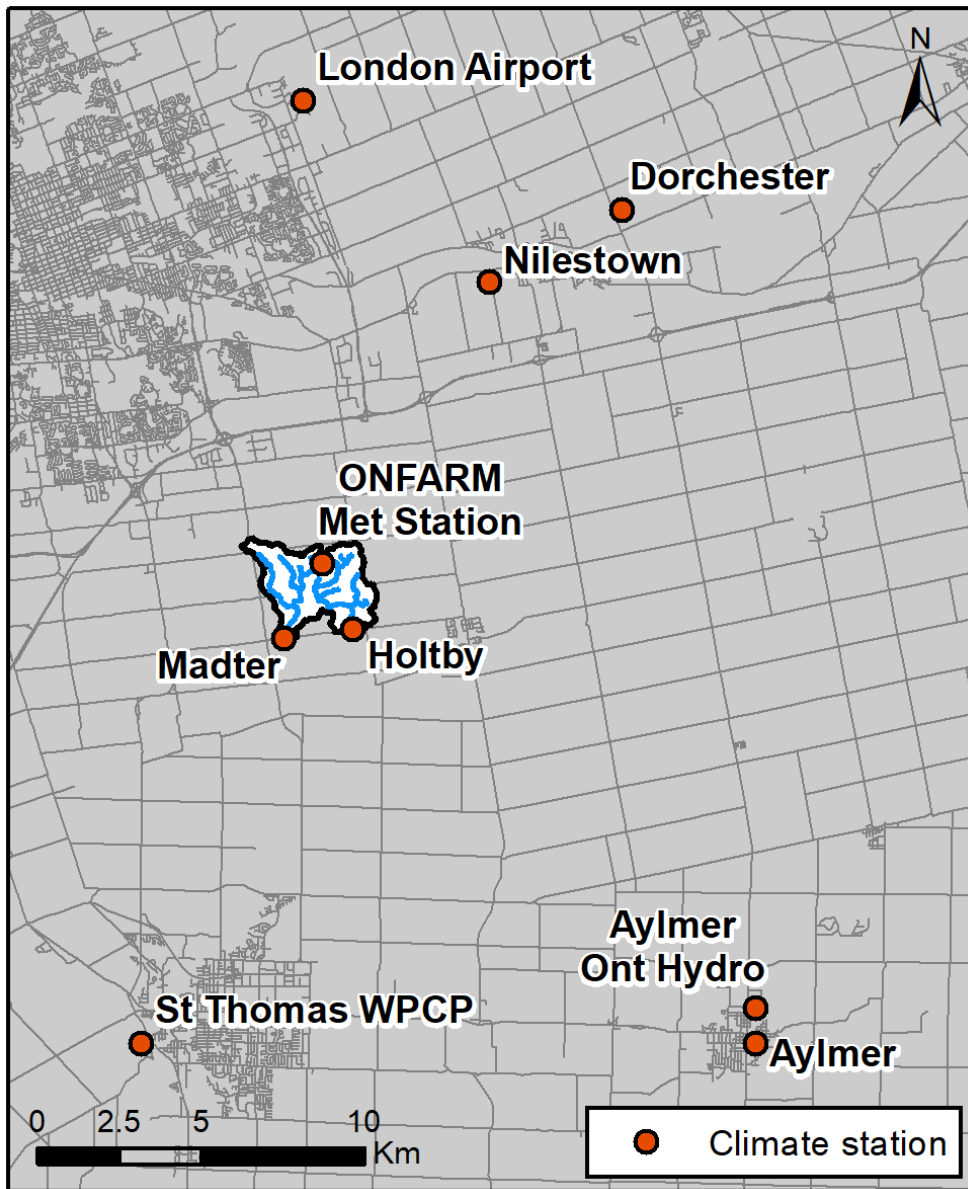 N
London Airport
Dorchester
Nilestown
ONFARM
Met Station
Madter
Holtby
Aylmer
Ont Hydro
St Thomas WPCP
Aylmer
0 2.5 5 10
Km
Climate station